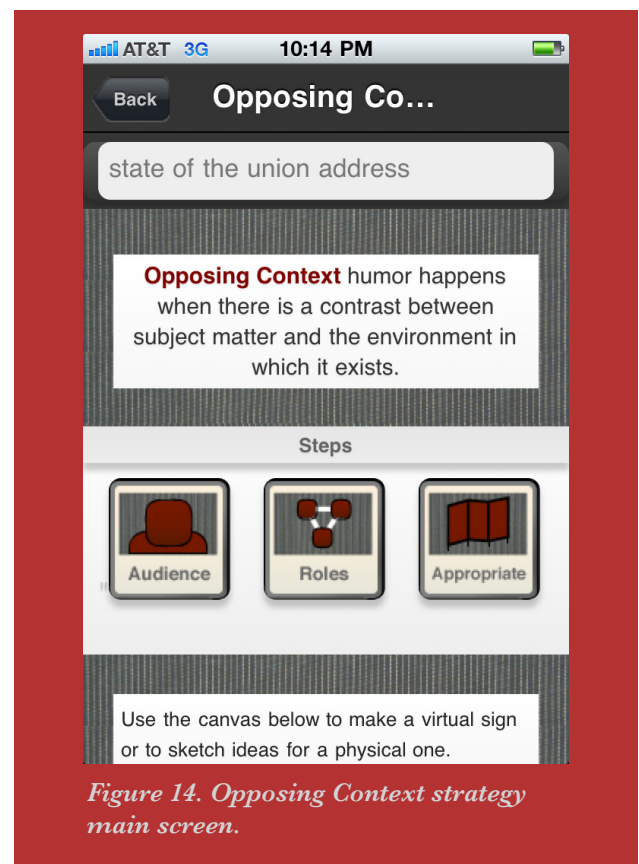 AT&T 3G 10:14 PM
Back Opposing Co...
state of the union address
Opposing Context humor happens
when there is a contrast between
subject matter and the environment in
which it exists.
Steps
Audience Roles Appropriate
Use the canvas below to make a virtual sign
or to sketch ideas for a physical one.
Figure 14. Opposing Context strategy
main screen.